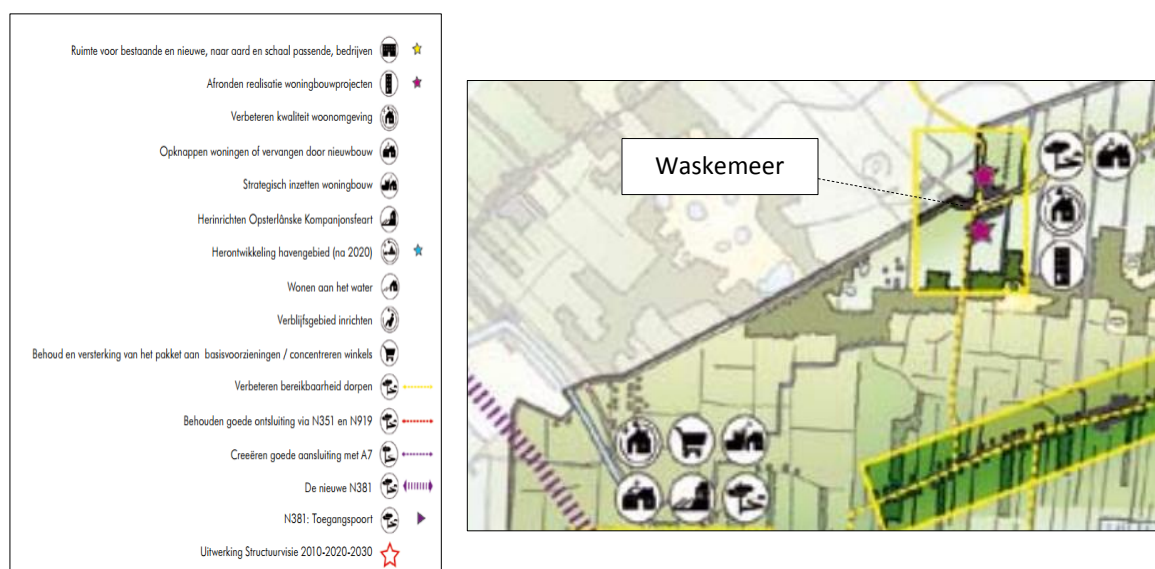 Ruimte voor bestaande en nieuwe, naar aard en schaal passende, bedrijven
Afronden realisatie woningbouwprojecten
Verbeteren kwaliteit woonomgeving
Opknappen woningen of vervangen door nieuwbouw
Strategisch inzetten woningbouw
Herinrichten Opsterlânske Kompanjonsfeart
Herontwikkeling havengebied (na 2020)
Wonen aan het water
Verblijfsgebied inrichten
Behoud en versterking van het pakket aan basisvoorzieningen / concentreren winkels
Verbeteren bereikbaarheid dorpen
Behouden goede ontsluiting via N351 en N919
Creeëren goede aansluiting met A7
De nieuwe N381
N381: Toegangspoort
Uitwerking Structuurvisie 2010-2020-2030
Waskemeer